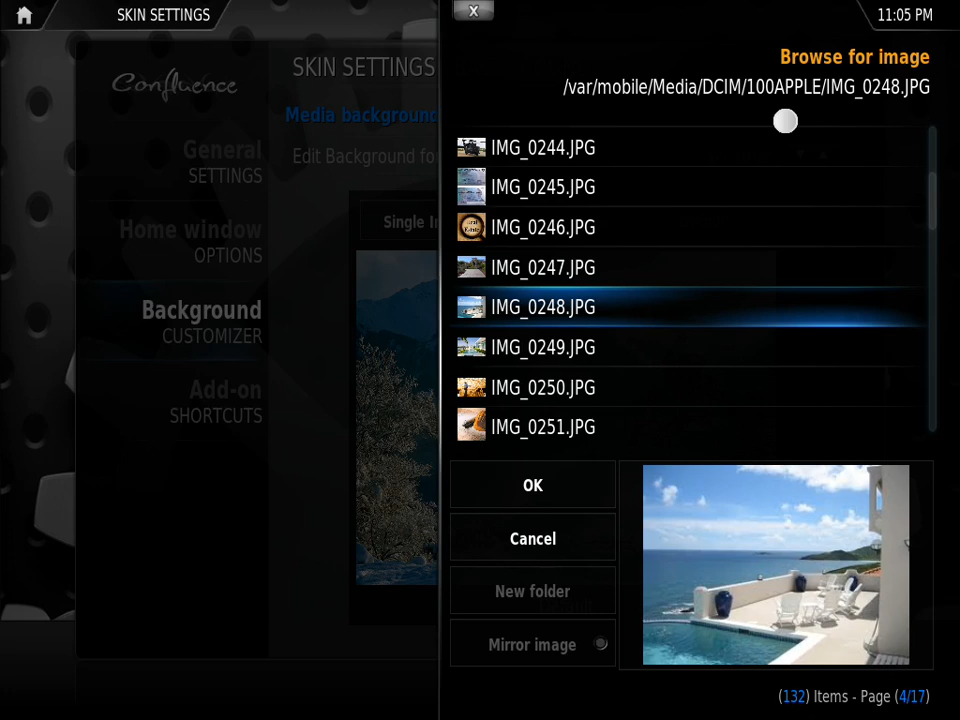 SKIN SETTINGS
X
11:05 PM
Confluence
SKIN SETTINGS
Media background
Edit Background fo
Single I
General
SETTINGS
Home window
OPTIONS
Background
CUSTOMIZER
Add-on
SHORTCUTS
Browse for image
/var/mobile/Media/DCIM/100APPLE/IMG_0248.JPG
IMG_0244.JPG
IMG_0245.JPG
IMG_0246.JPG
IMG_0247.JPG
IMG_0248.JPG
IMG_0249.JPG
IMG_0250.JPG
IMG_0251.JPG
OK
Cancel
New folder
Mirror image
(132) Items - Page (4/17)